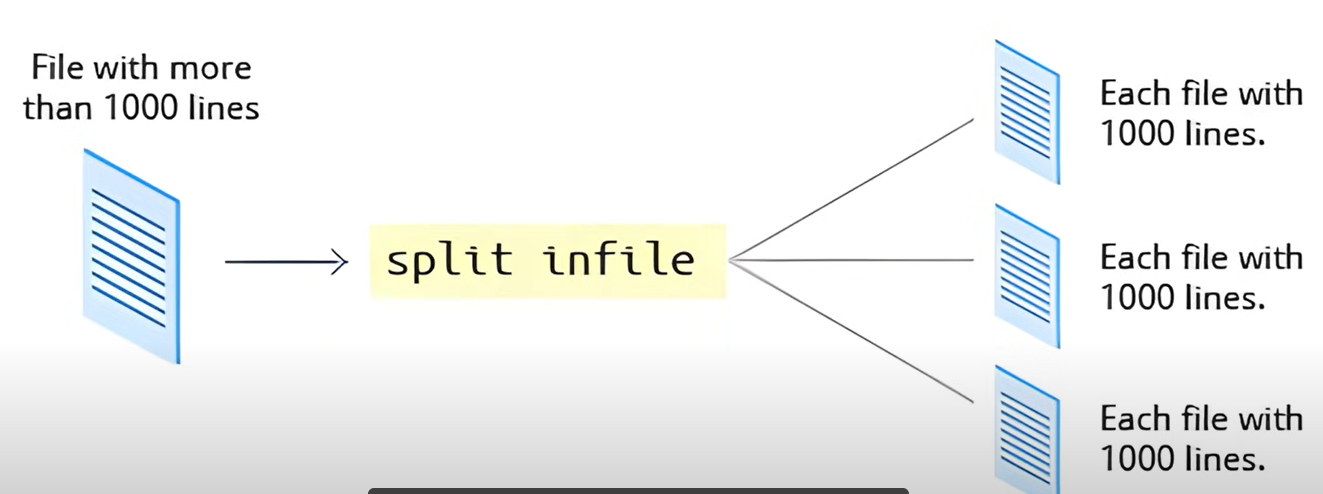 File with more
than 1000 lines
split infile
Each file with
1000 lines.
Each file with
1000 lines.
Each file with
1000 lines.